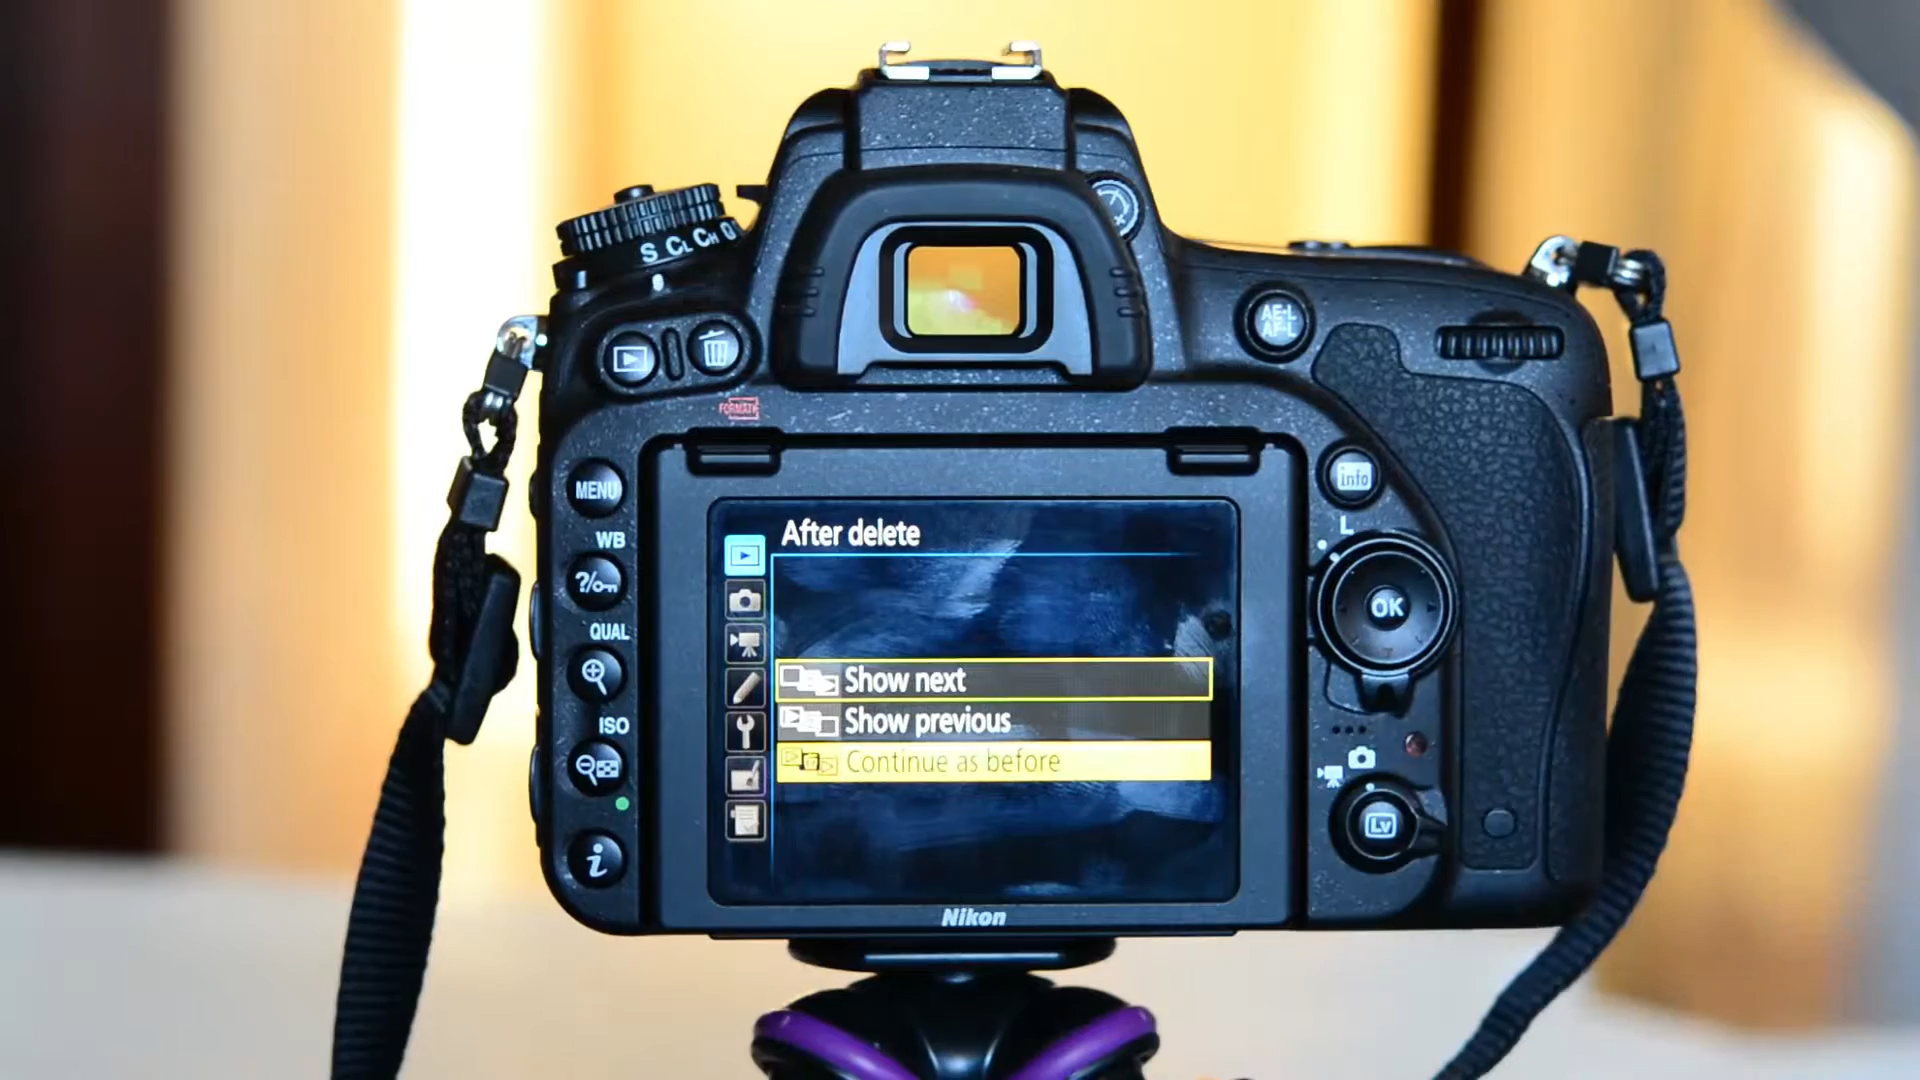 S CL CH Q
AE-L
AF-L
FORMAT
MENU
info
WB
L
After delete
?
OK
QUAL
Show next
Show previous
ISO
Continue as before
Lv
i
Nikon